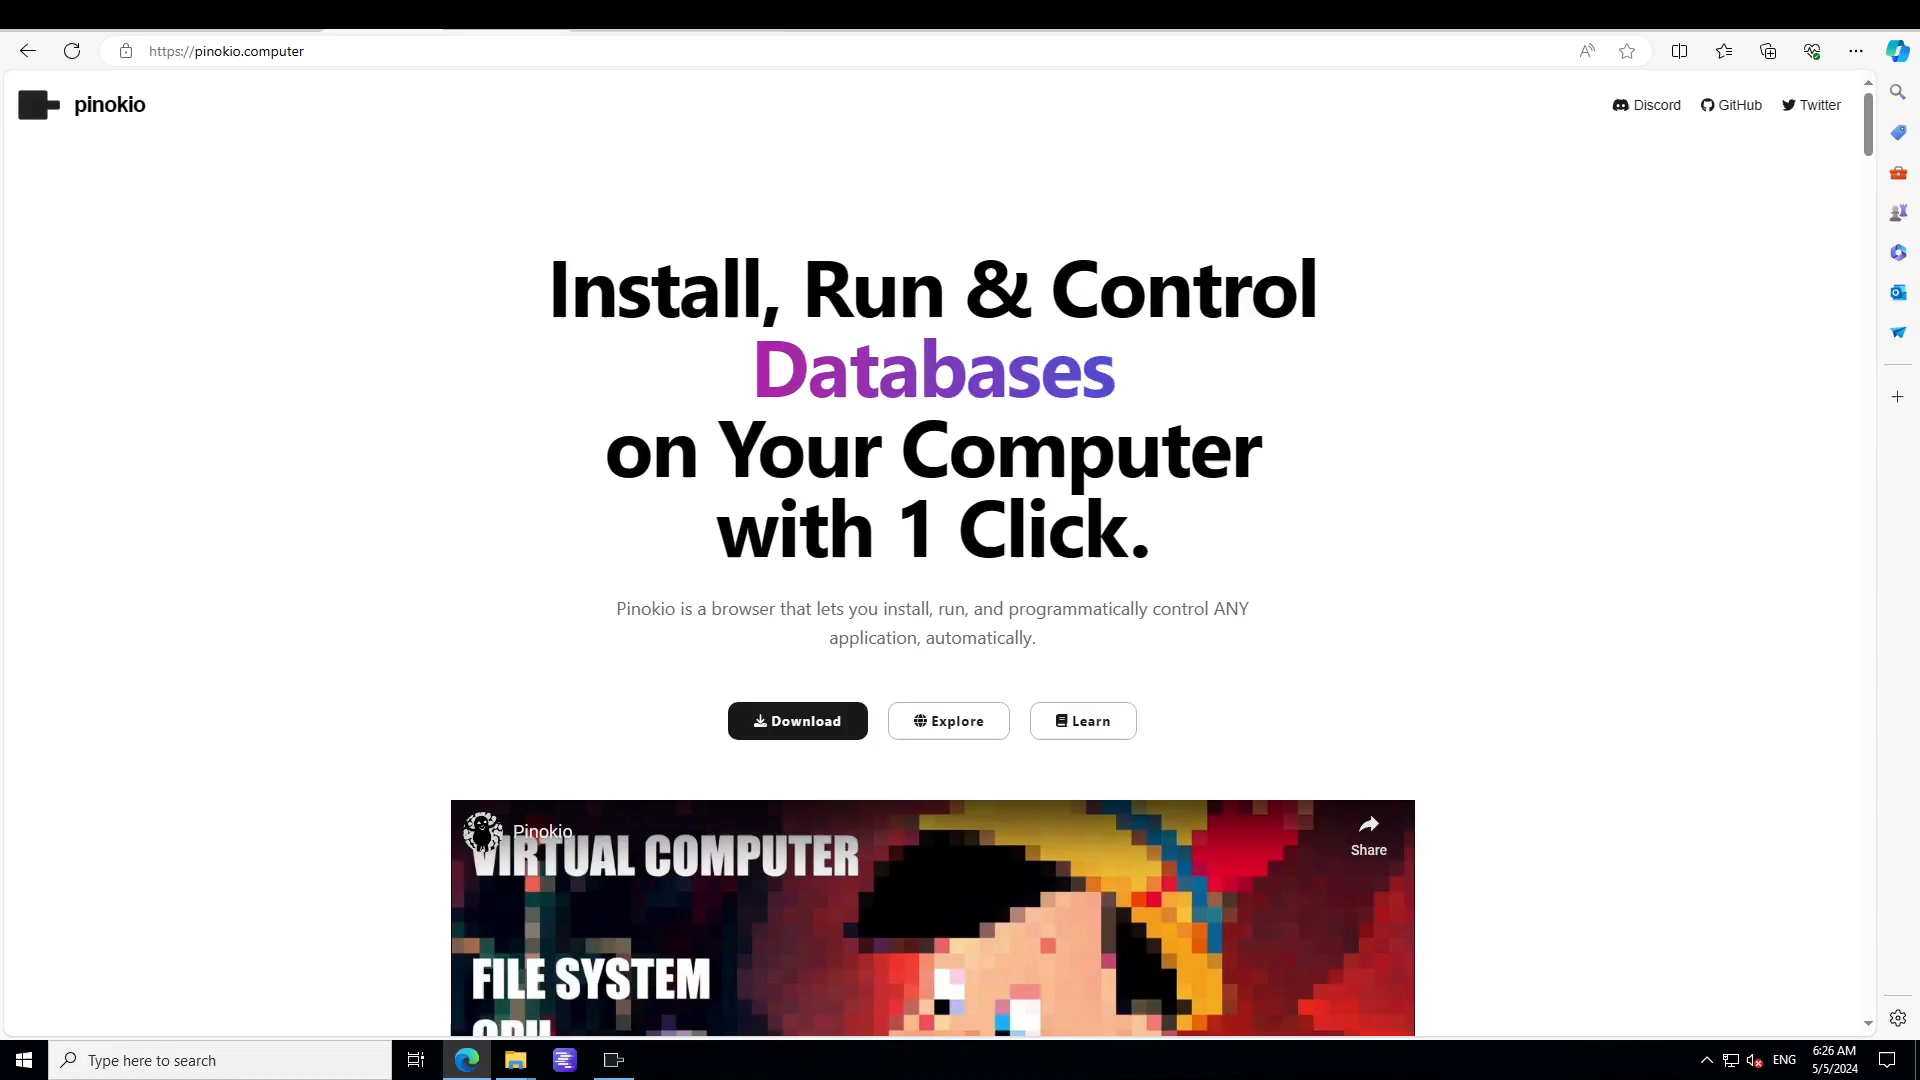 https://pinokio.computer
pinokio
Discord
GitHub
Twitter
Install, Run & Control
Databases
on Your Computer
with 1 Click.
Pinokio is a browser that lets you install, run, and programmatically control ANY
application, automatically.
Download
Explore
Learn
Pinokio
Share
VIRTUAL COMPUTER
FILE SYSTEM
Type here to search
ENG
6:26 AM
5/5/2024